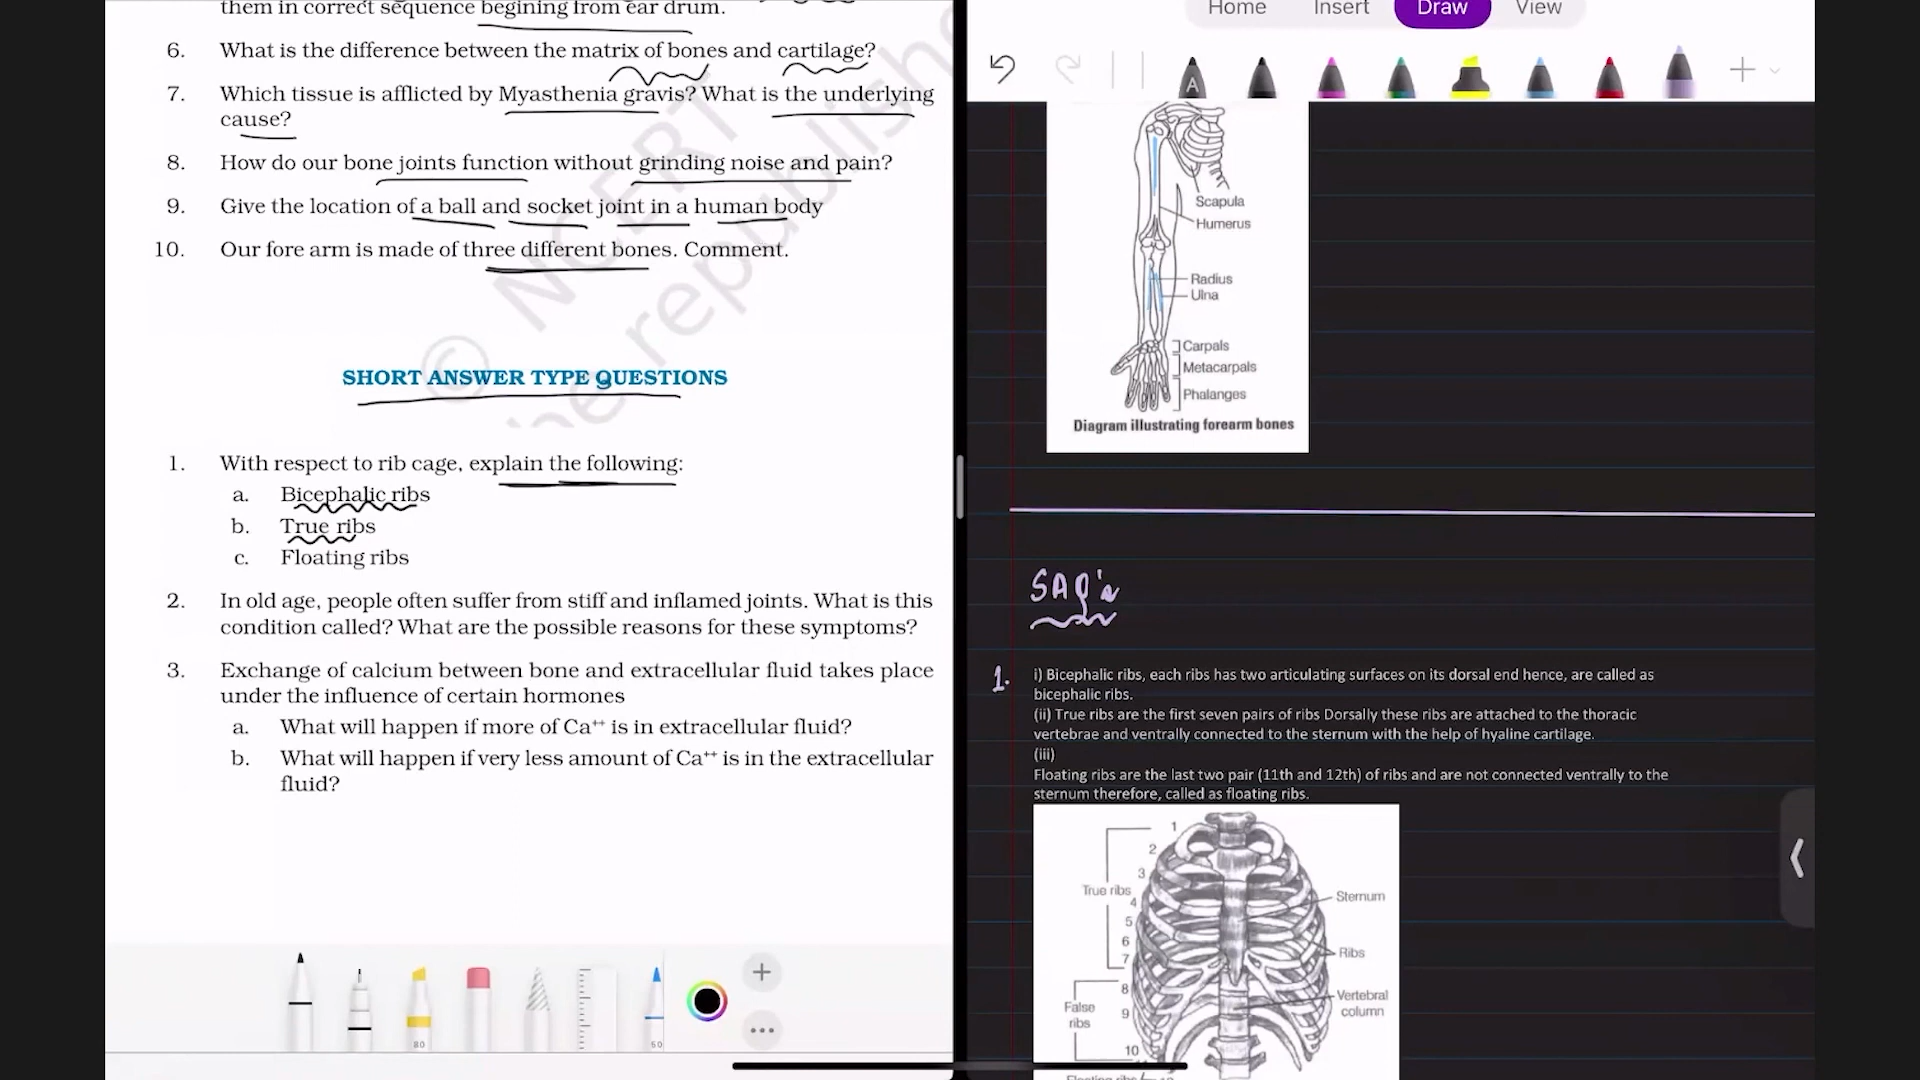 them in correct sequence begining from ear drum.
6. What is the difference between the matrix of bones and cartilage?
7. Which tissue is afflicted by Myasthenia gravis? What is the underlying
cause?
8. How do our bone joints function without grinding noise and pain?
9. Give the location of a ball and socket joint in a human body
10. Our fore arm is made of three different bones. Comment.
© NCERT
be republished
SHORT ANSWER TYPE QUESTIONS
1. With respect to rib cage, explain the following:
a. Bicephalic ribs
b. True ribs
c. Floating ribs
2. In old age, people often suffer from stiff and inflamed joints. What is this
condition called? What are the possible reasons for these symptoms?
3. Exchange of calcium between bone and extracellular fluid takes place
under the influence of certain hormones
a. What will happen if more of Ca⁺⁺ is in extracellular fluid?
b. What will happen if very less amount of Ca⁺⁺ is in the extracellular
fluid?
80
50
Home Insert Draw View
A
Scapula
Humerus
Radius
Ulna
Carpals
Metacarpals
Phalanges
Diagram illustrating forearm bones
SAQ's
1. i) Bicephalic ribs, each ribs has two articulating surfaces on its dorsal end hence, are called as
bicephalic ribs.
(ii) True ribs are the first seven pairs of ribs Dorsally these ribs are attached to the thoracic
vertebrae and ventrally connected to the sternum with the help of hyaline cartilage.
(iii)
Floating ribs are the last two pair (11th and 12th) of ribs and are not connected ventrally to the
sternum therefore, called as floating ribs.
1
2
3
True ribs
4
5
6
7
8
False
ribs
9
10
Sternum
Ribs
Vertebral
column
Floating ribs